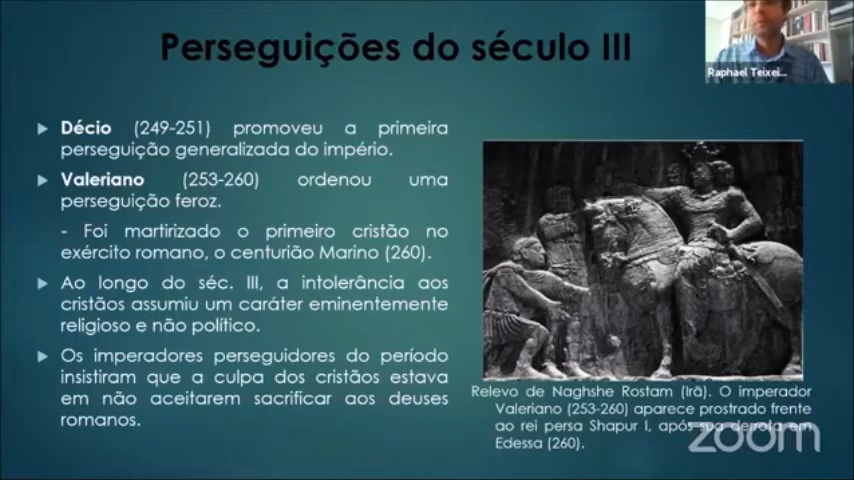 Perseguições do século III
Raphael Teixei...
Décio (249-251) promoveu a primeira
perseguição generalizada do império.
Valeriano (253-260) ordenou uma
perseguição feroz.
- Foi martirizado o primeiro cristão no
exército romano, o centurião Marino (260).
Ao longo do séc. III, a intolerância aos
cristãos assumiu um caráter eminentemente
religioso e não político.
Os imperadores perseguidores do período
insistiram que a culpa dos cristãos estava
em não aceitarem sacrificar aos deuses
romanos.
Relevo de Naghshe Rostam (Irã). O imperador
Valeriano (253-260) aparece prostrado frente
ao rei persa Shapur I, após sua derrota em
Edessa (260).
zoom